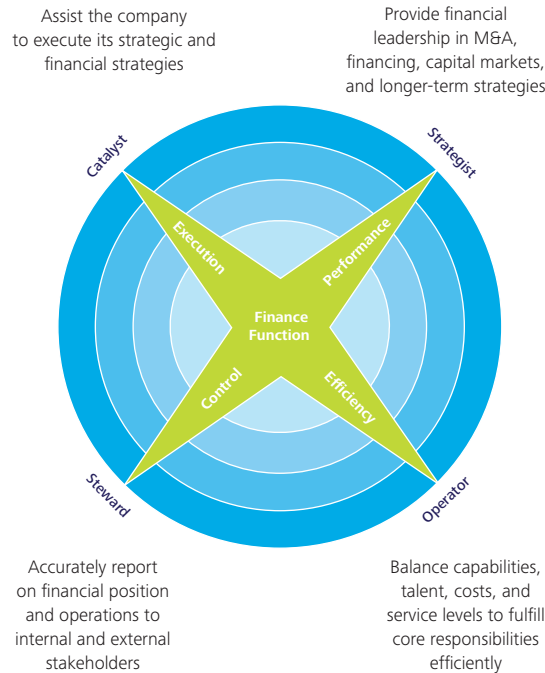 Assist the company
to execute its strategic and
financial strategies
Provide financial
leadership in M&A,
financing, capital markets,
and longer-term strategies
Catalyst
Strategist
Execution
Performance
Finance
Function
Control
Efficiency
Steward
Operator
Accurately report
on financial position
and operations to
internal and external
stakeholders
Balance capabilities,
talent, costs, and
service levels to fulfill
core responsibilities
efficiently